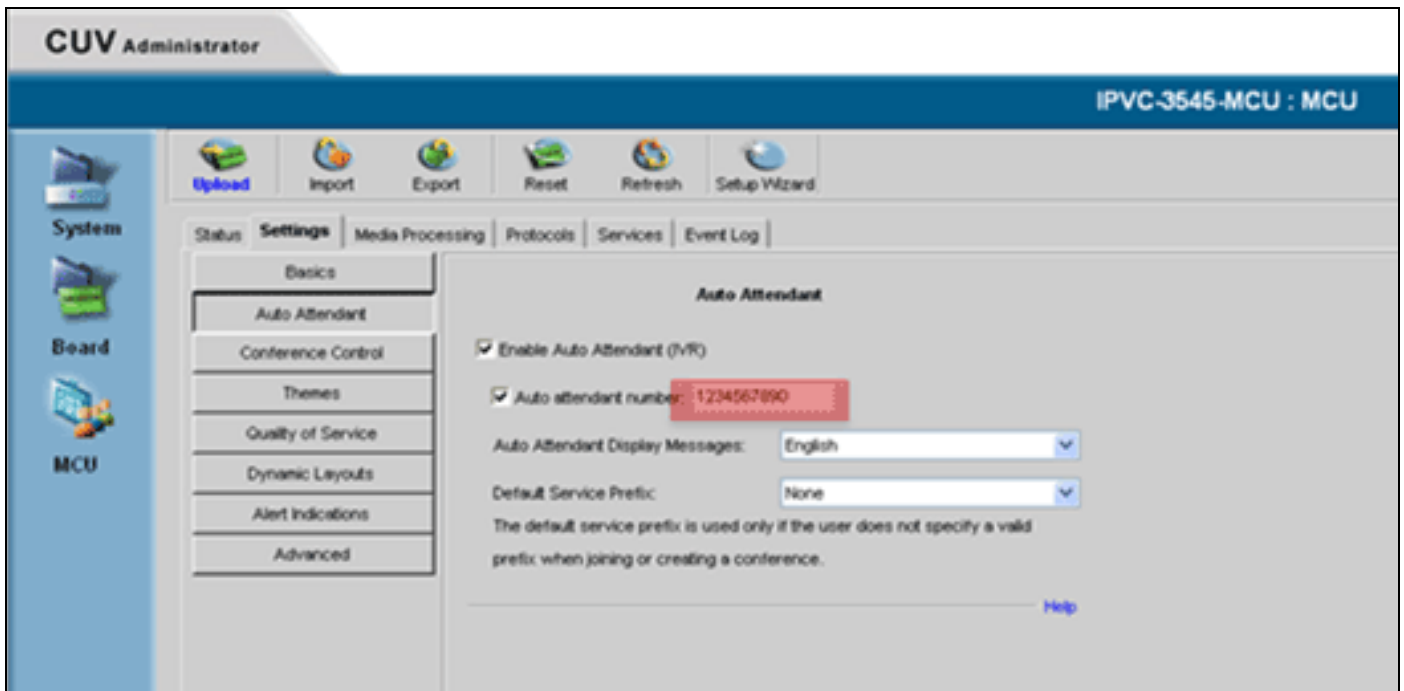 CUV Administrator
IPVC-3545-MCU : MCU
Upload Import Export Reset Refresh Setup Wizard
System
Board
MCU
Status Settings Media Processing Protocols Services Event Log
Basics
Auto Attendant
Conference Control
Themes
Quality of Service
Dynamic Layouts
Alert Indications
Advanced
Auto Attendant
Enable Auto Attendant (IVR)
Auto attendant number: 1234567890
Auto Attendant Display Messages: English
Default Service Prefix: None
The default service prefix is used only if the user does not specify a valid
prefix when joining or creating a conference.
Help